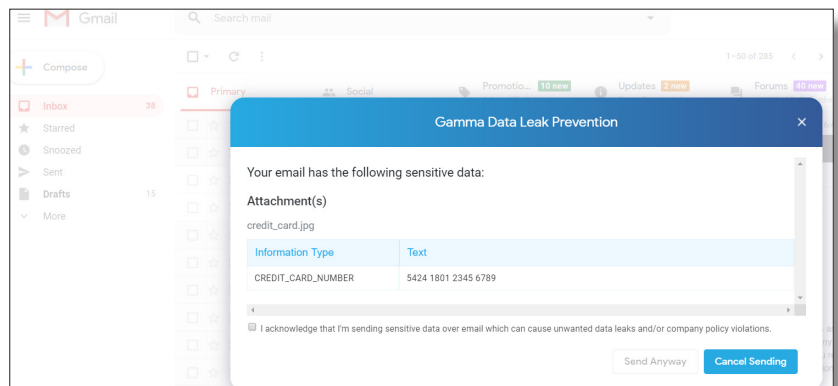 Gmail
Search mail
Compose
1–50 of 285
Primary
Social
Promotio... 10 new
Updates 2 new
Forums 40 new
Inbox 38
Starred
Snoozed
Sent
Drafts 15
More
Gamma Data Leak Prevention
Your email has the following sensitive data:
Attachment(s)
credit_card.jpg
Information Type Text
CREDIT_CARD_NUMBER 5424 1801 2345 6789
I acknowledge that I'm sending sensitive data over email which can cause unwanted data leaks and/or company policy violations.
Send Anyway Cancel Sending